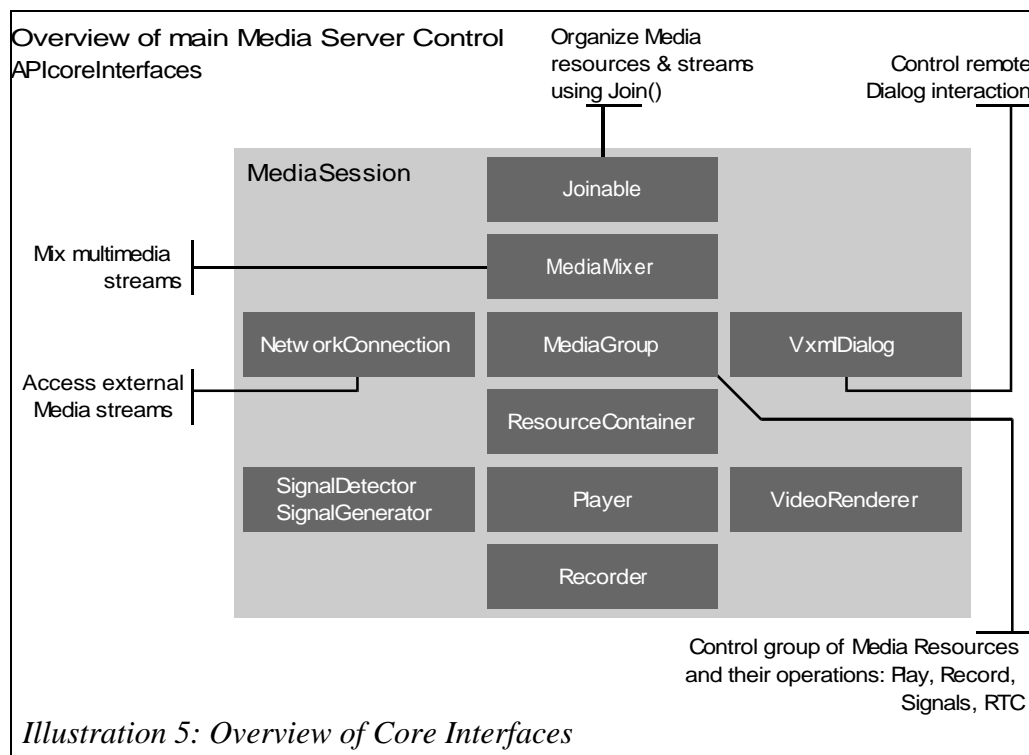 Overview of main Media Server Control
APIcoreInterfaces
Organize Media
resources & streams
using Join()
Control remote
Dialog interaction
MediaSession
Joinable
Mix multimedia
streams
MediaMixer
NetworkConnection
MediaGroup
VxmlDialog
Access external
Media streams
ResourceContainer
SignalDetector
SignalGenerator
Player
VideoRenderer
Recorder
Control group of Media Resources
and their operations: Play, Record,
Signals, RTC
Illustration 5: Overview of Core Interfaces